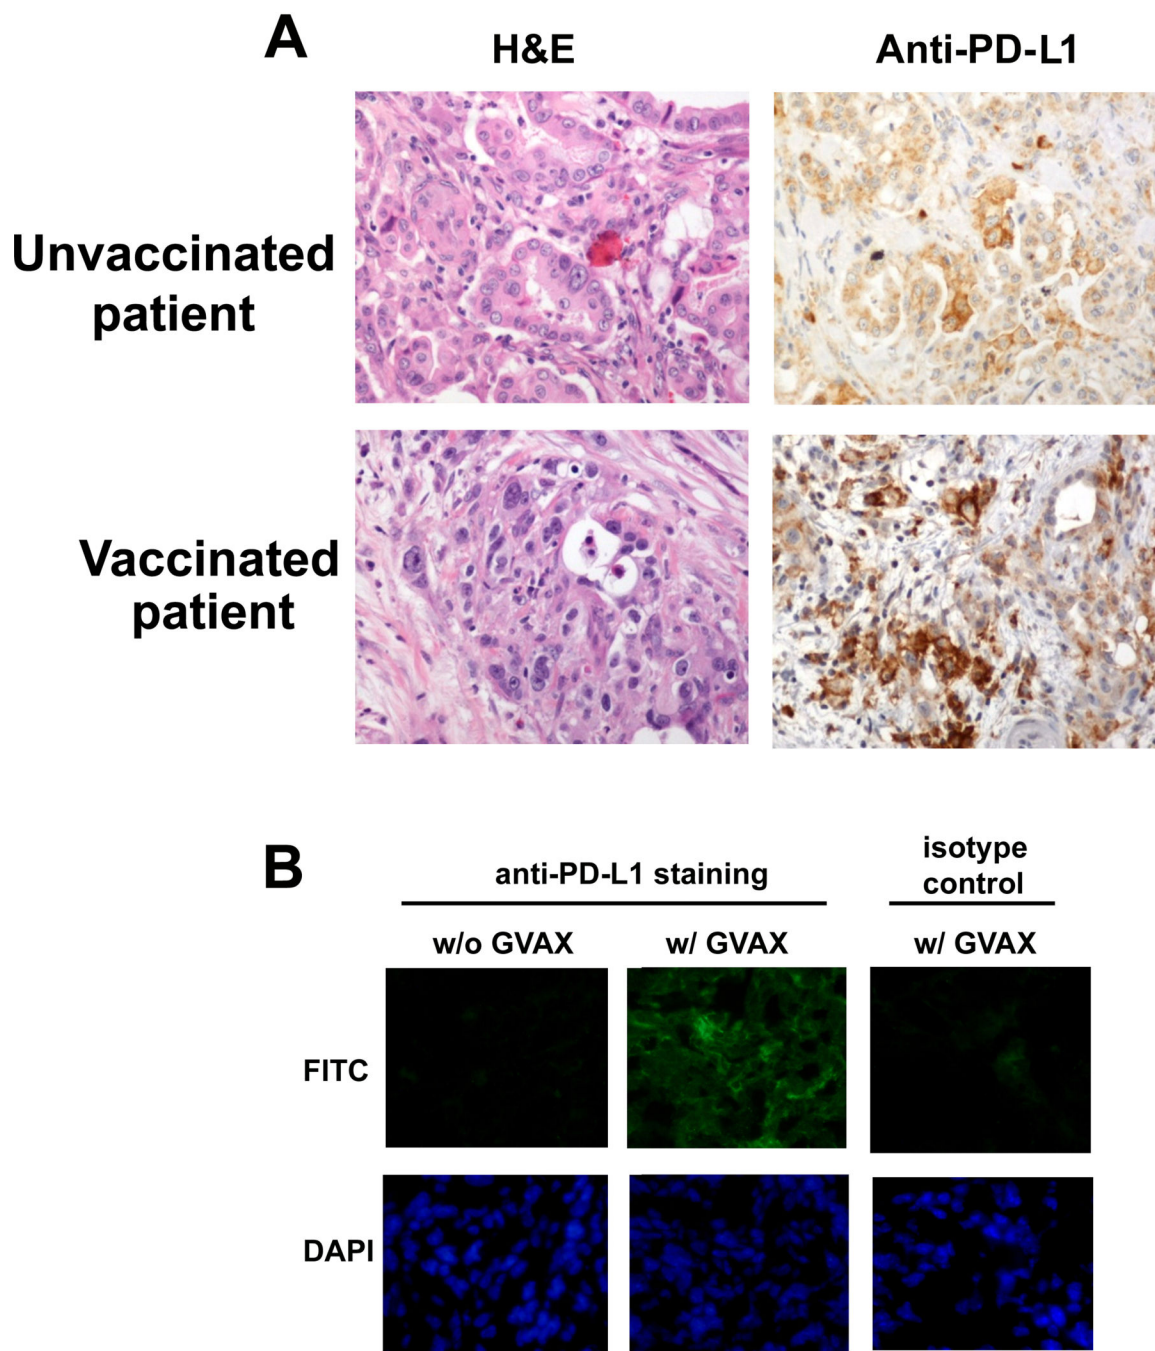 A
H&E
Anti-PD-L1
Unvaccinated
patient
Vaccinated
patient
B
anti-PD-L1 staining
isotype
control
w/o GVAX
w/ GVAX
w/ GVAX
FITC
DAPI